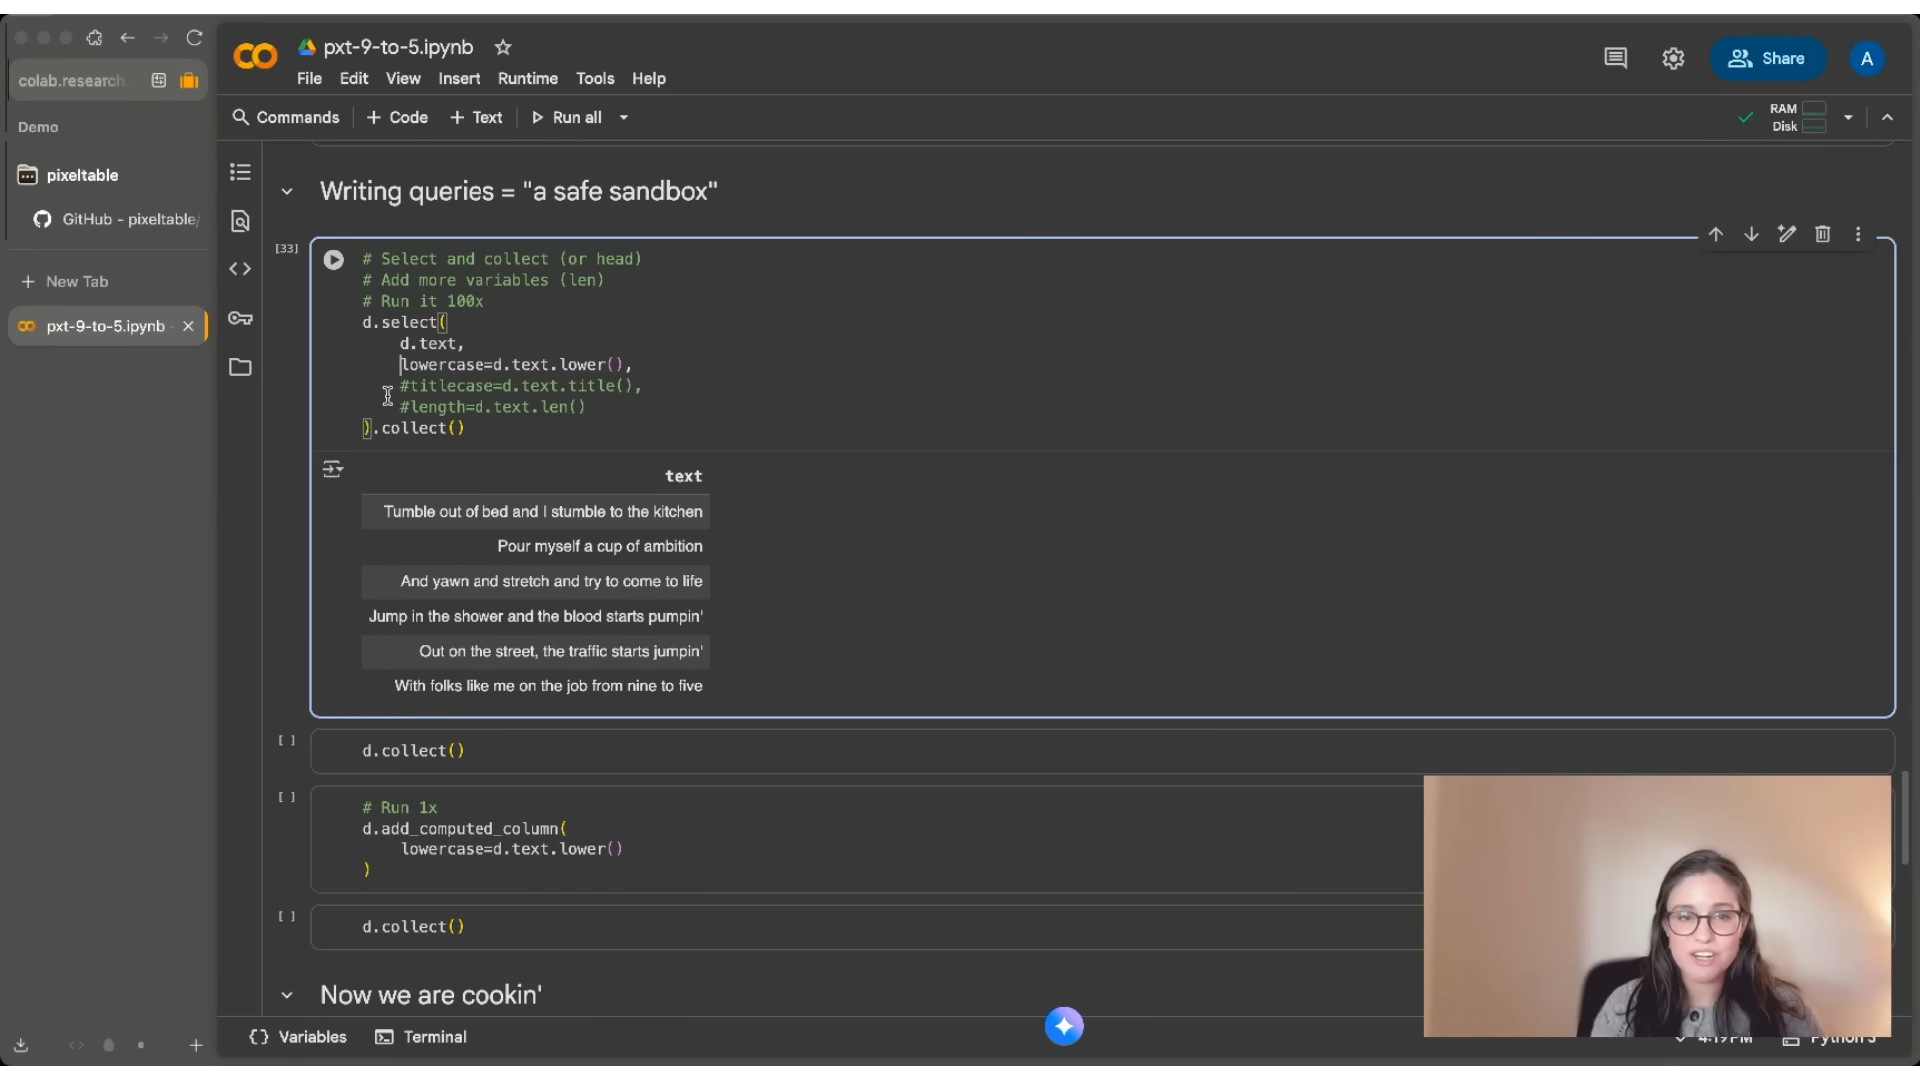 colab.research
Demo
pixeltable
GitHub - pixeltable/
New Tab
pxt-9-to-5.ipynb -
CO
pxt-9-to-5.ipynb
File Edit View Insert Runtime Tools Help
Share
A
Commands + Code + Text Run all
RAM
Disk
Writing queries = "a safe sandbox"
[33]
# Select and collect (or head)
# Add more variables (len)
# Run it 100x
d.select(
d.text,
lowercase=d.text.lower(),
#titlecase=d.text.title(),
#length=d.text.len()
).collect()
text
Tumble out of bed and I stumble to the kitchen
Pour myself a cup of ambition
And yawn and stretch and try to come to life
Jump in the shower and the blood starts pumpin'
Out on the street, the traffic starts jumpin'
With folks like me on the job from nine to five
[ ]
d.collect()
[ ]
# Run 1x
d.add_computed_column(
lowercase=d.text.lower()
)
[ ]
d.collect()
Now we are cookin'
{} Variables Terminal
4:19 PM Python 3